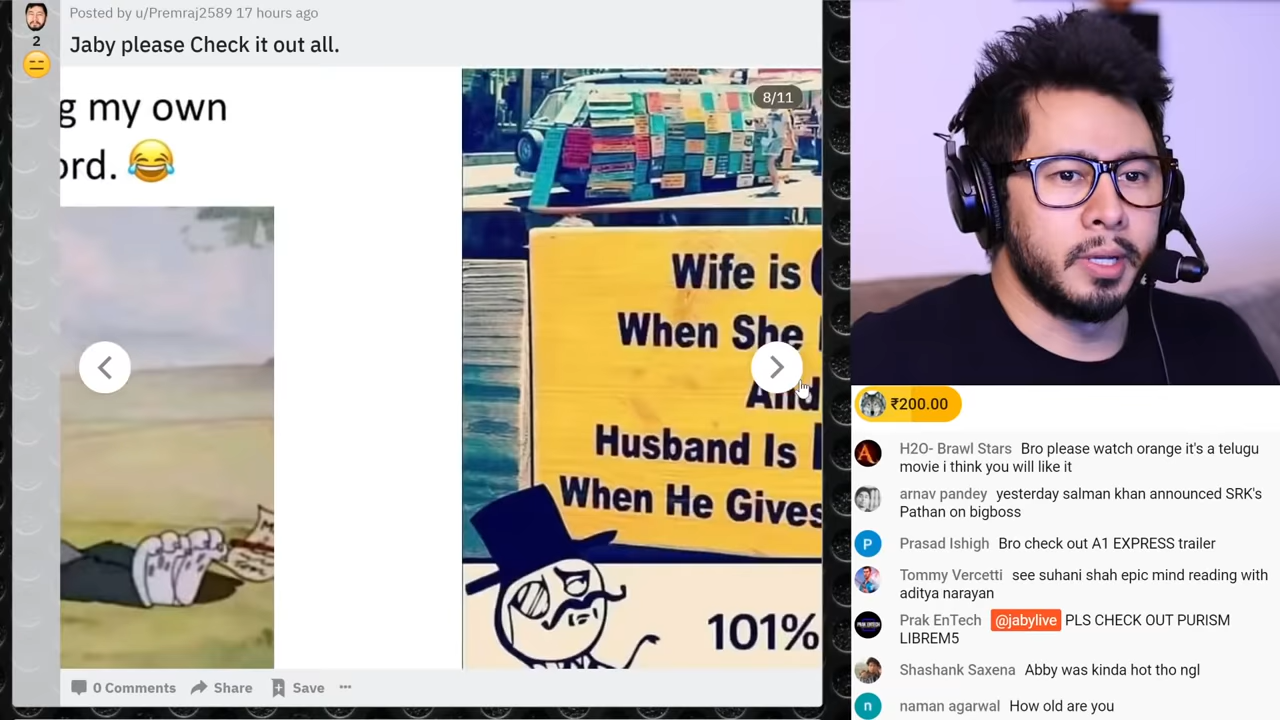 Posted by u/Premraj2589 17 hours ago
2
Jaby please Check it out all.
g my own
ord. 😂
8/11
Wife is
When She
And
Husband Is
When He Gives
101%
0 Comments Share Save ···
₹200.00
H2O- Brawl Stars Bro please watch orange it's a telugu
movie i think you will like it
arnav pandey yesterday salman khan announced SRK's
Pathan on bigboss
Prasad Ishigh Bro check out A1 EXPRESS trailer
Tommy Vercetti see suhani shah epic mind reading with
aditya narayan
Prak EnTech @jabylive PLS CHECK OUT PURISM
LIBREM5
Shashank Saxena Abby was kinda hot tho ngl
naman agarwal How old are you